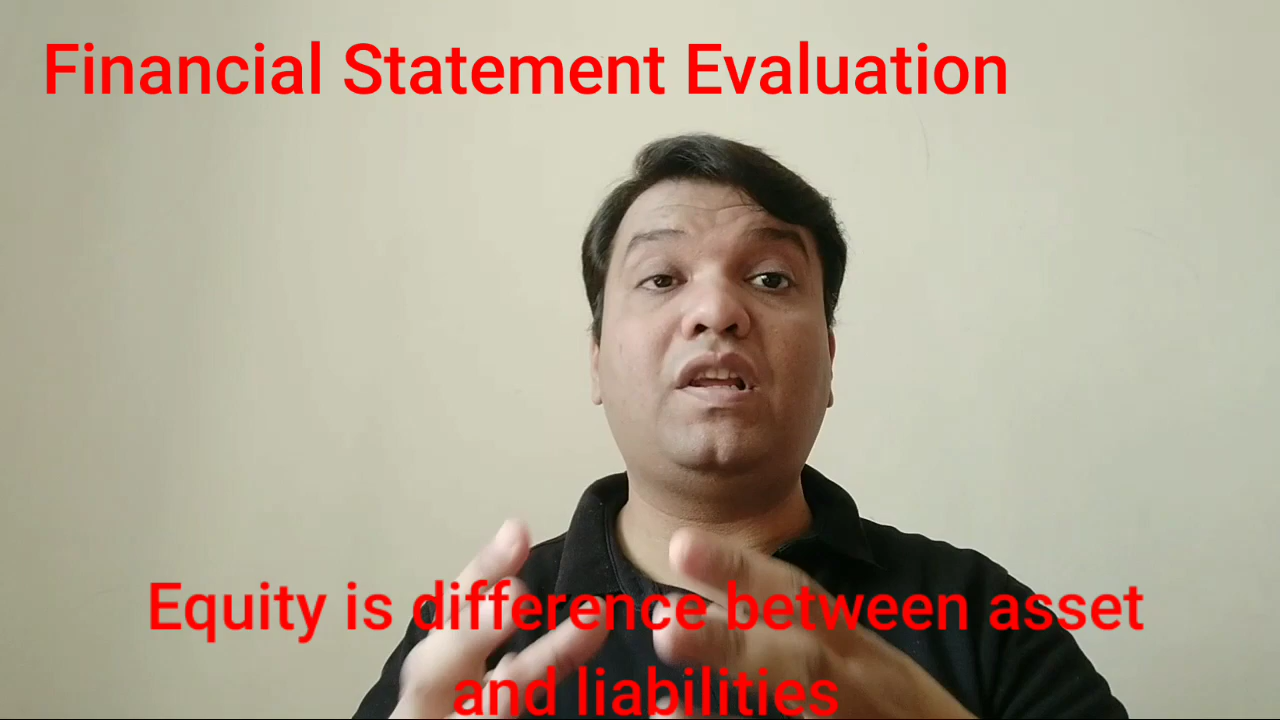 Financial Statement Evaluation
Equity is difference between asset
and liabilities